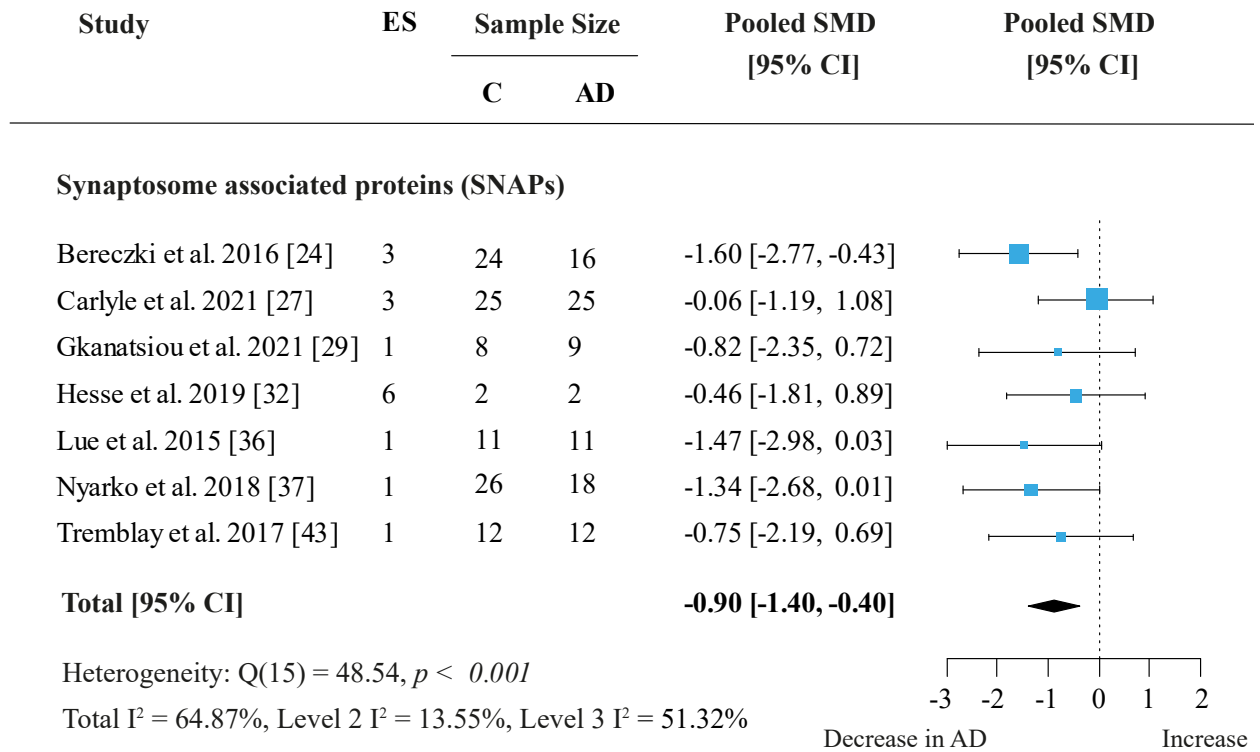 Study ES Sample Size Pooled SMD Pooled SMD
[95% CI] [95% CI]
C AD
Synaptosome associated proteins (SNAPs)
Bereczki et al. 2016 [24] 3 24 16 -1.60 [-2.77, -0.43]
Carlyle et al. 2021 [27] 3 25 25 -0.06 [-1.19, 1.08]
Gkanatsiou et al. 2021 [29] 1 8 9 -0.82 [-2.35, 0.72]
Hesse et al. 2019 [32] 6 2 2 -0.46 [-1.81, 0.89]
Lue et al. 2015 [36] 1 11 11 -1.47 [-2.98, 0.03]
Nyarko et al. 2018 [37] 1 26 18 -1.34 [-2.68, 0.01]
Tremblay et al. 2017 [43] 1 12 12 -0.75 [-2.19, 0.69]
Total [95% CI] -0.90 [-1.40, -0.40]
Heterogeneity: Q(15) = 48.54, p < 0.001
Total I² = 64.87%, Level 2 I² = 13.55%, Level 3 I² = 51.32%
-3 -2 -1 0 1 2
Decrease in AD Increase